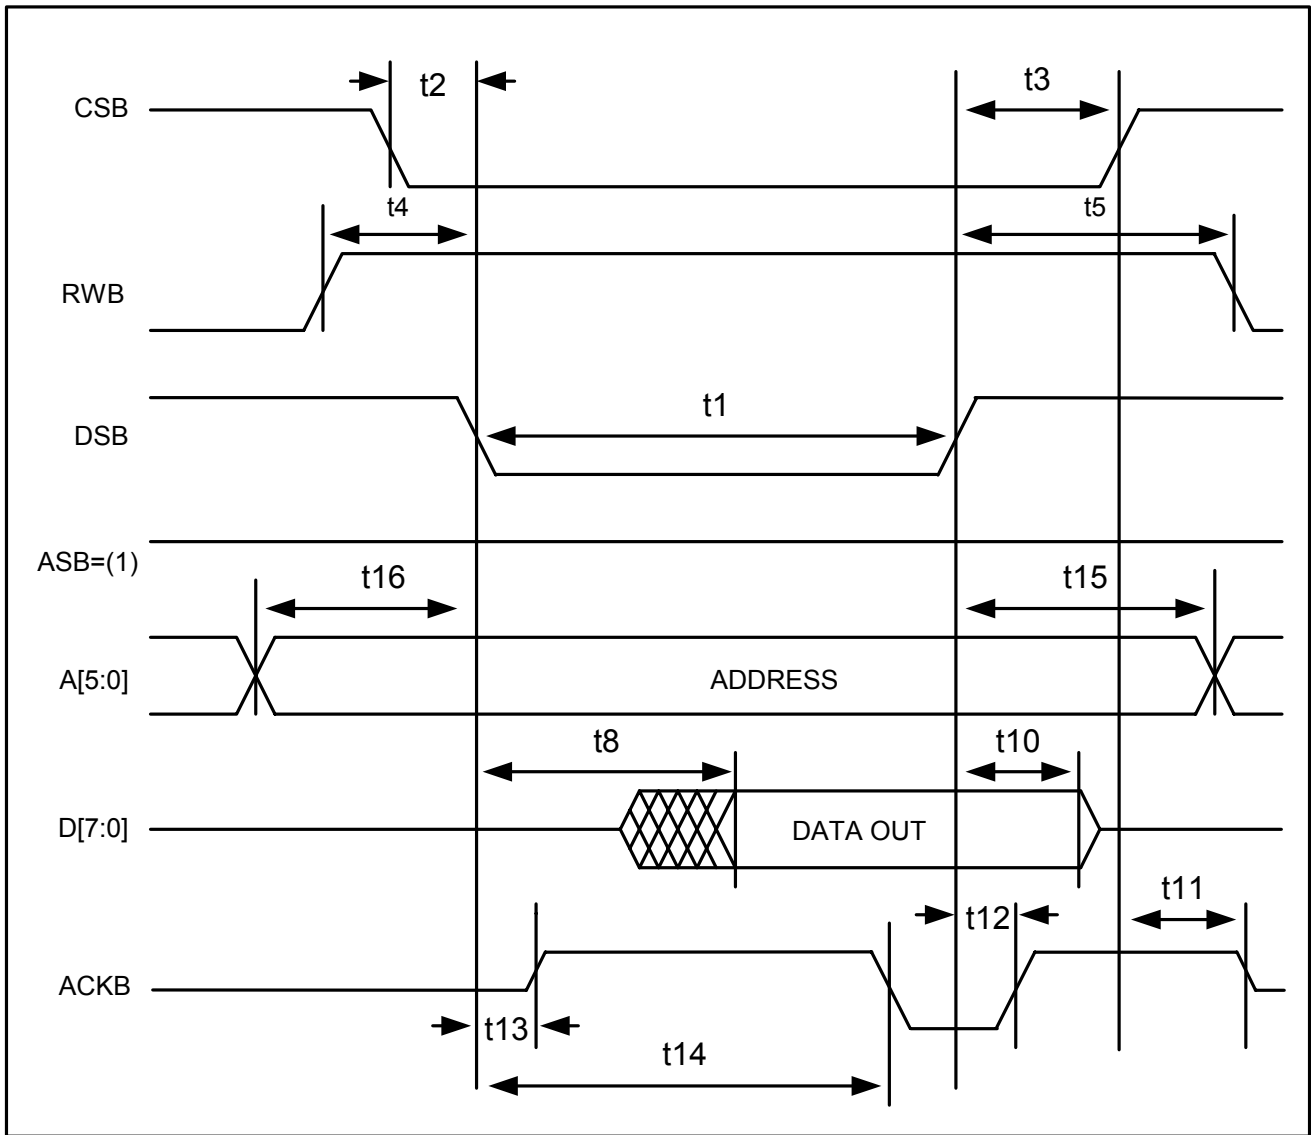 t2
t3
CSB
t4
t5
RWB
t1
DSB
ASB=(1)
t16
t15
A[5:0]
ADDRESS
t8
t10
D[7:0]
DATA OUT
t11
t12
ACKB
t13
t14